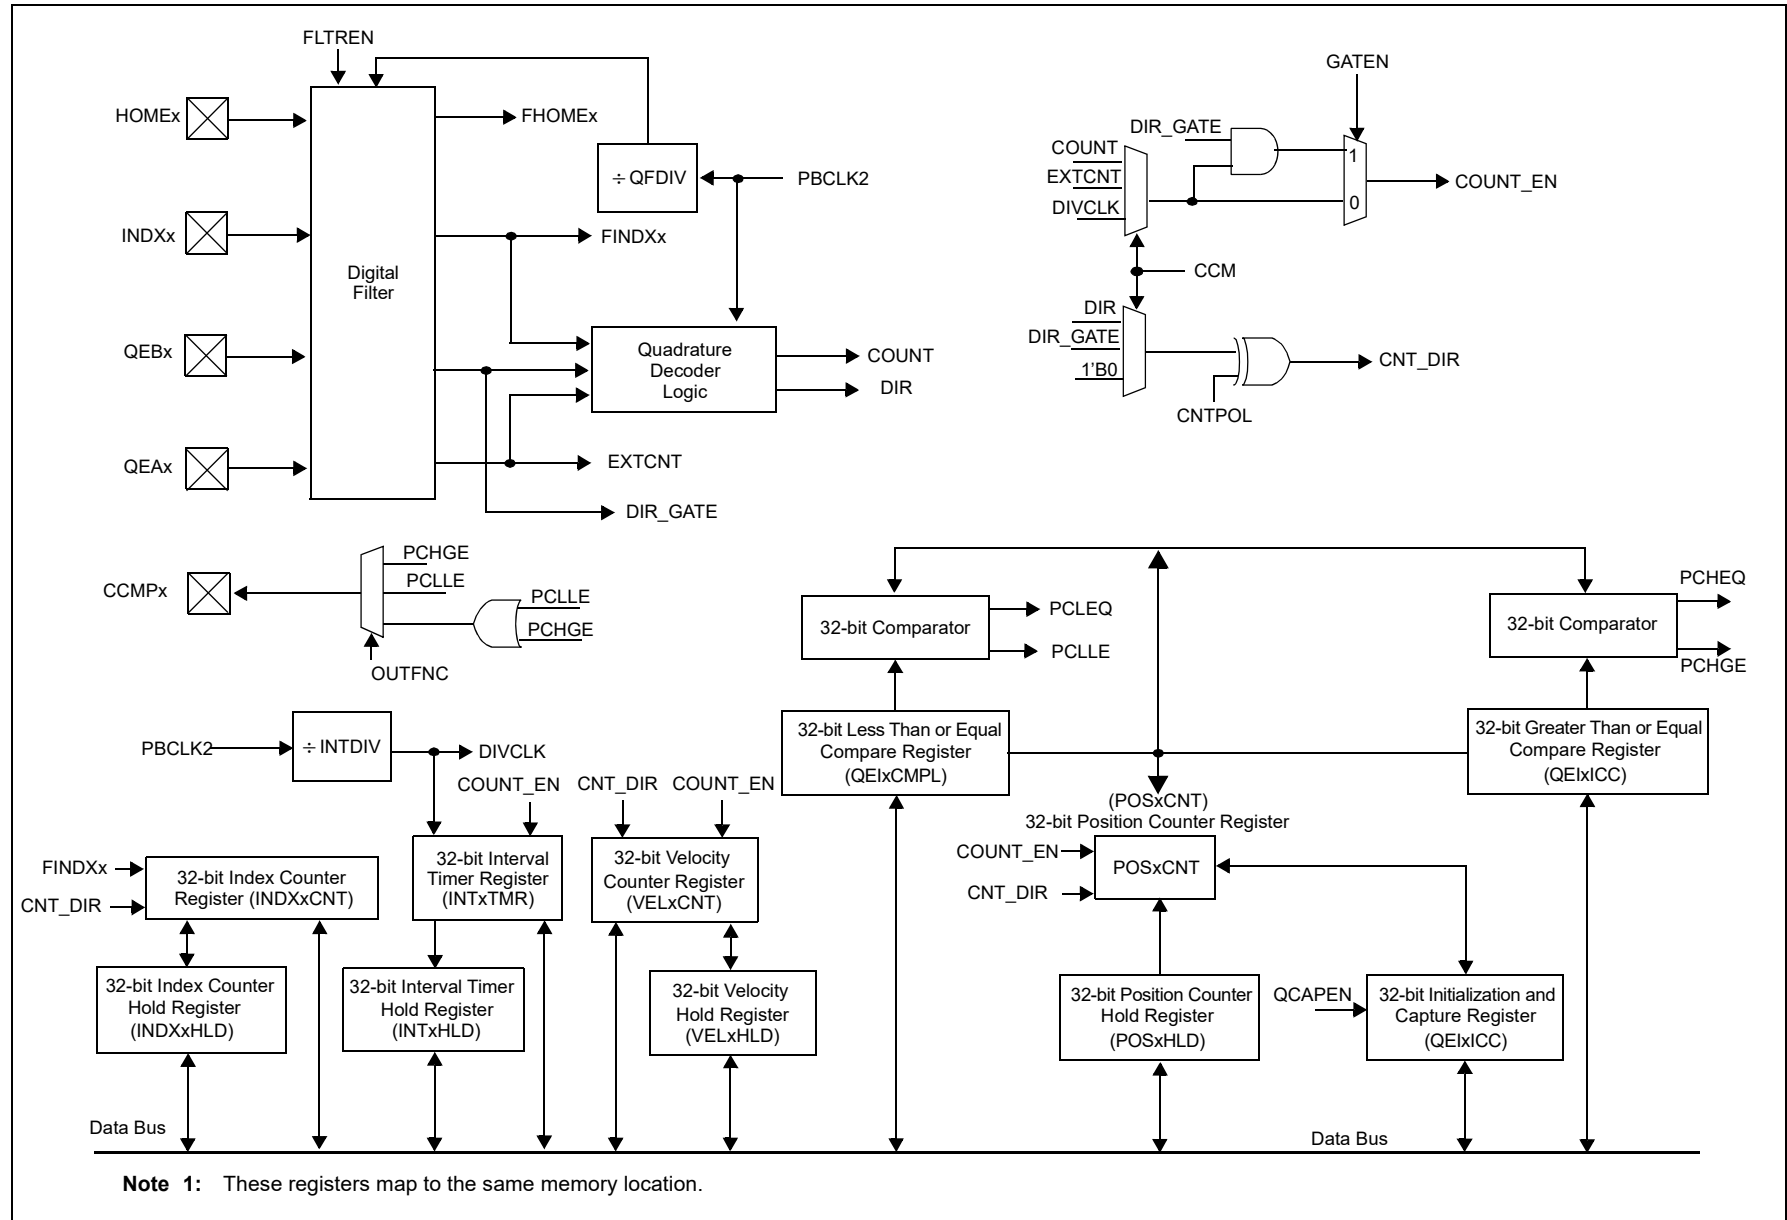 FLTREN
GATEN
HOMEx
FHOMEx
DIR_GATE
COUNT
EXTCNT
DIVCLK
1
0
COUNT_EN
÷ QFDIV
PBCLK2
INDXx
FINDXx
Digital
Filter
CCM
QEBx
Quadrature
Decoder
Logic
COUNT
DIR
DIR
DIR_GATE
1'B0
CNT_DIR
CNTPOL
QEAx
EXTCNT
DIR_GATE
CCMPx
PCHGE
PCLLE
PCLLE
PCHGE
OUTFNC
32-bit Comparator
PCLEQ
PCLLE
32-bit Comparator
PCHEQ
PCHGE
PBCLK2
÷ INTDIV
DIVCLK
32-bit Less Than or Equal
Compare Register
(QEIxCMPL)
32-bit Greater Than or Equal
Compare Register
(QEIxICC)
COUNT_EN
CNT_DIR
COUNT_EN
(POSxCNT)
32-bit Position Counter Register
FINDXx
CNT_DIR
32-bit Index Counter
Register (INDXxCNT)
32-bit Interval
Timer Register
(INTxTMR)
32-bit Velocity
Counter Register
(VELxCNT)
COUNT_EN
CNT_DIR
POSxCNT
32-bit Index Counter
Hold Register
(INDXxHLD)
32-bit Interval Timer
Hold Register
(INTxHLD)
32-bit Velocity
Hold Register
(VELxHLD)
32-bit Position Counter
Hold Register
(POSxHLD)
QCAPEN
32-bit Initialization and
Capture Register
(QEIxICC)
Data Bus
Data Bus
Note 1: These registers map to the same memory location.